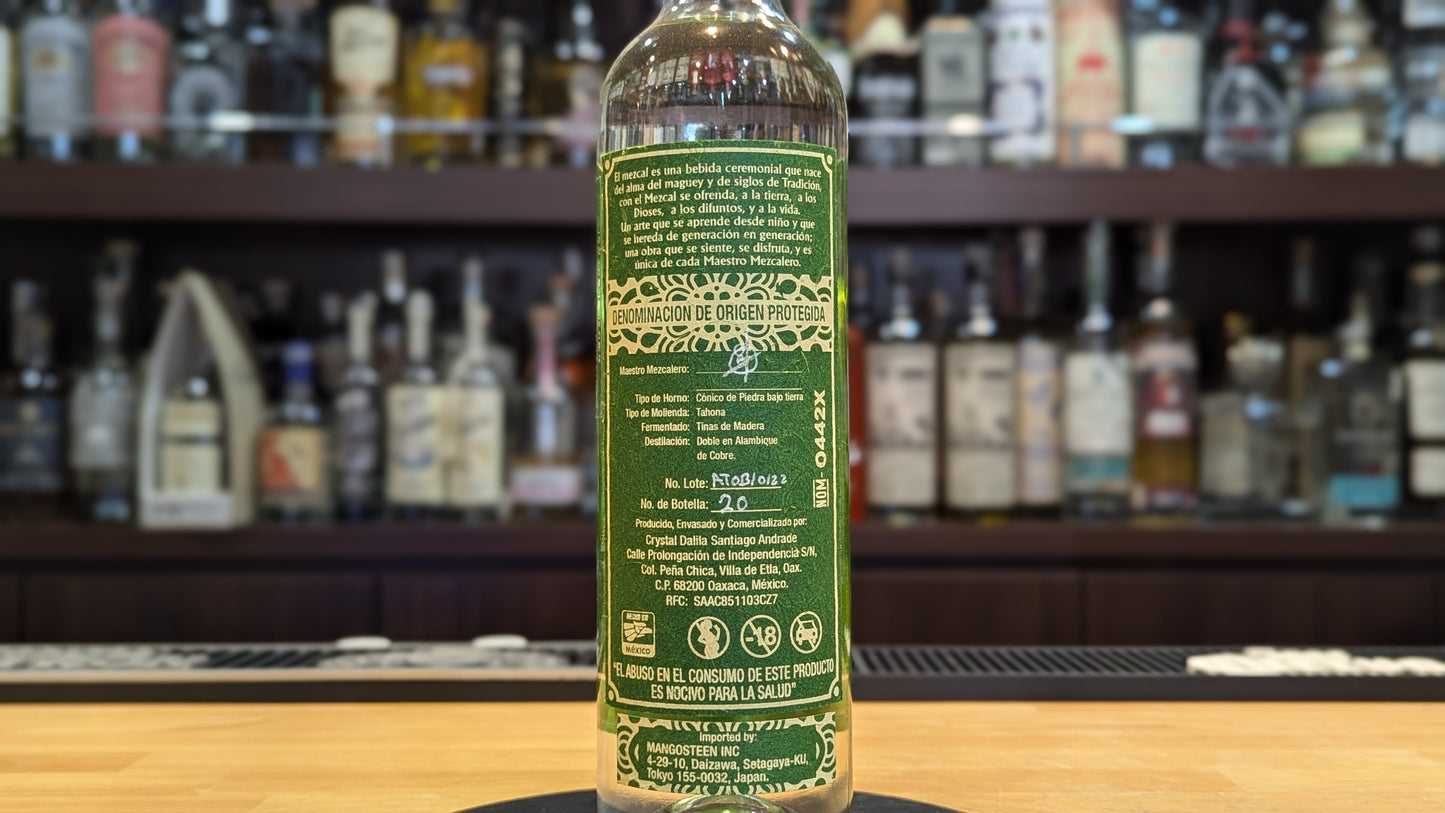 El mezcal es una bebida ceremonial que nace
del alma del maguey y de siglos de Tradición,
con el Mezcal se ofrenda, a la tierra, a los
Dioses, a los difuntos, y a la vida.
Un arte que se aprende desde niño y que
se hereda de generación en generación;
una obra que se siente, se disfruta, y es
única de cada Maestro Mezcalero.
DENOMINACION DE ORIGEN PROTEGIDA
Maestro Mezcalero:
Tipo de Horno: Cónico de Piedra bajo tierra
Tipo de Molienda: Tahona
Fermentado: Tinas de Madera
Destilación: Doble en Alambique
de Cobre.
NOM- 0442X
No. Lote: ATOB/0122
No. de Botella: 20
Producido, Envasado y Comercializado por:
Crystal Dalila Santiago Andrade
Calle Prolongación de Independencia S/N,
Col. Peña Chica, Villa de Etla, Oax.
C.P. 68200 Oaxaca, México.
RFC: SAAC851103CZ7
HECHO EN
MÉXICO
-18
"EL ABUSO EN EL CONSUMO DE ESTE PRODUCTO
ES NOCIVO PARA LA SALUD"
Imported by:
MANGOSTEEN INC
4-29-10, Daizawa, Setagaya-KU,
Tokyo 155-0032, Japan.